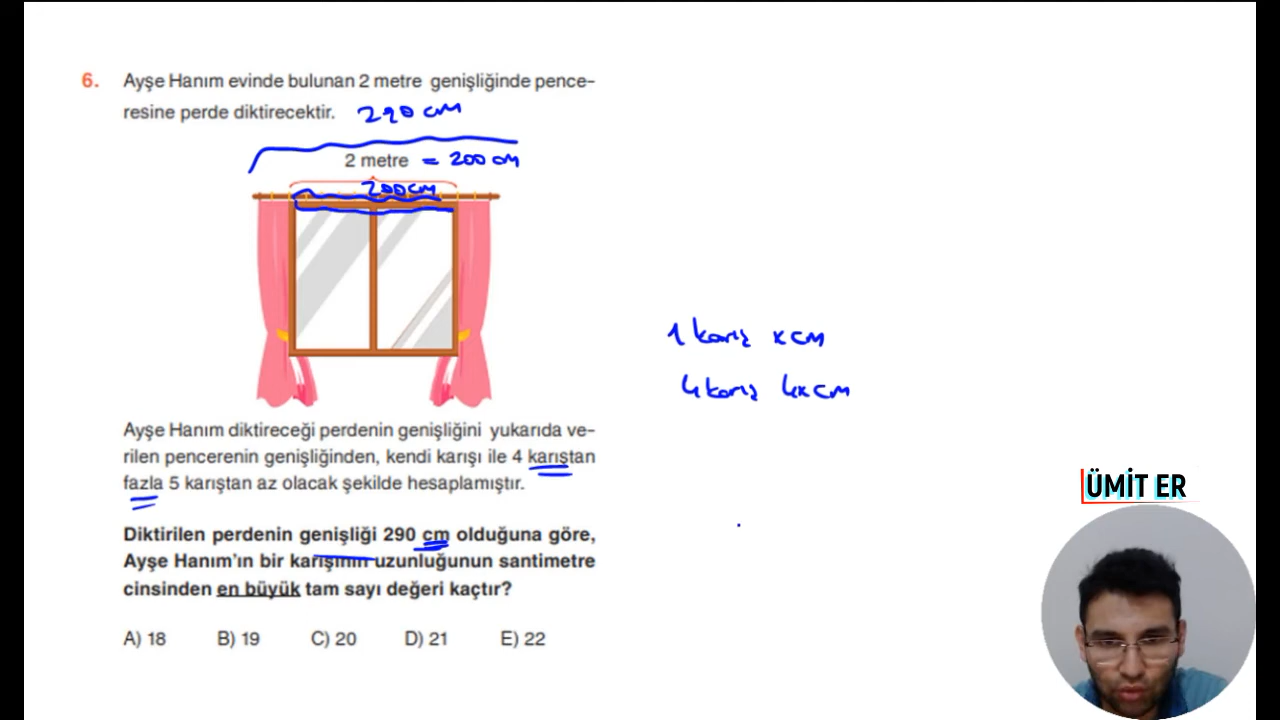 6. Ayşe Hanım evinde bulunan 2 metre genişliğinde pence-
resine perde diktirecektir. 290 cm
2 metre = 200 cm
200 cm
1 karış x cm
4 karış 4x cm
Ayşe Hanım diktireceği perdenin genişliğini yukarıda ve-
rilen pencerenin genişliğinden, kendi karışı ile 4 karıştan
fazla 5 karıştan az olacak şekilde hesaplamıştır.
ÜMİT ER
Diktirilen perdenin genişliği 290 cm olduğuna göre,
Ayşe Hanım'ın bir karışının uzunluğunun santimetre
cinsinden en büyük tam sayı değeri kaçtır?
A) 18 B) 19 C) 20 D) 21 E) 22